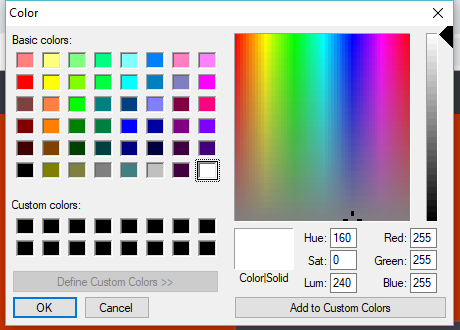 Color
Basic colors:
Custom colors:
Define Custom Colors >>
OK
Cancel
Color|Solid
Hue: 160
Sat: 0
Lum: 240
Red: 255
Green: 255
Blue: 255
Add to Custom Colors